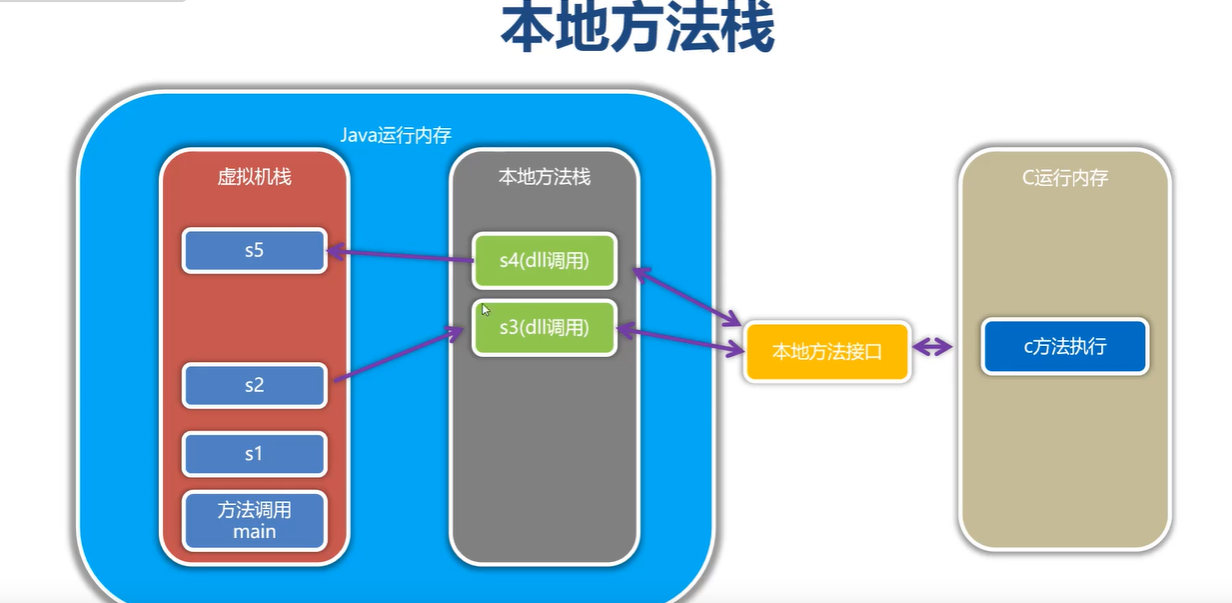 本地方法栈
Java运行内存
虚拟机栈
s5
s2
s1
方法调用
main
本地方法栈
s4(dll调用)
s3(dll调用)
本地方法接口
C运行内存
c方法执行